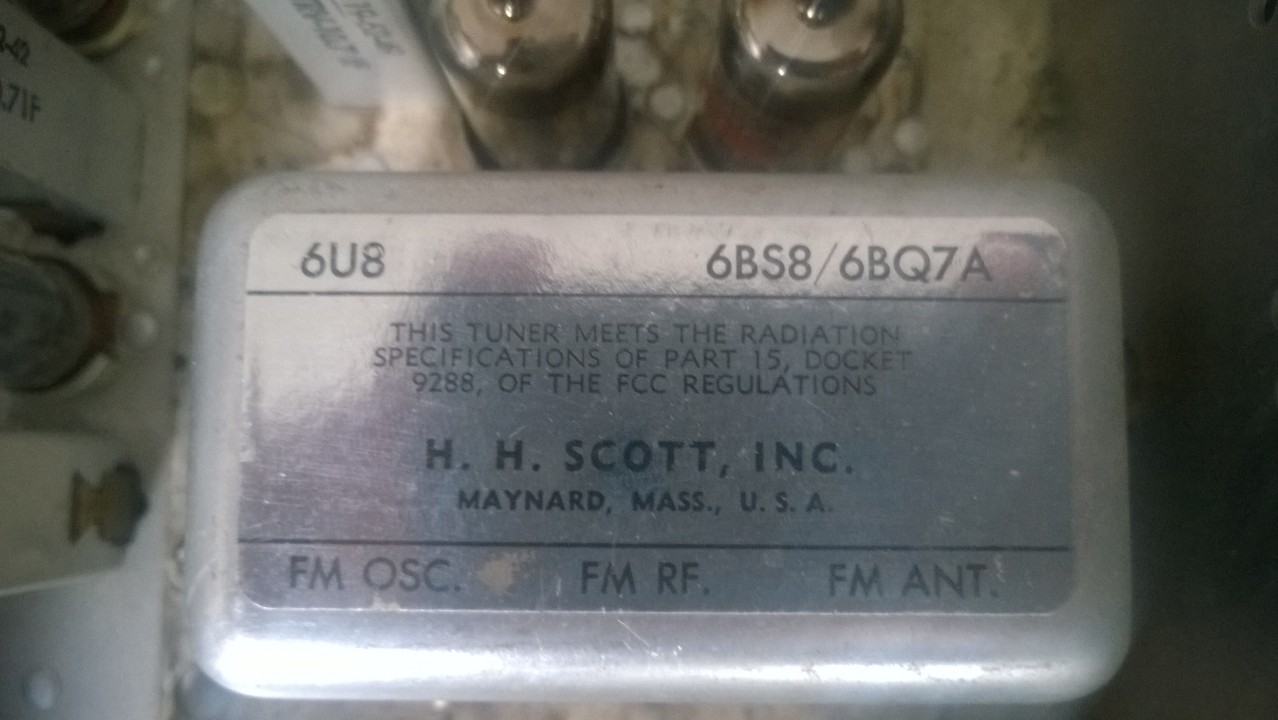 6U8 6BS8/6BQ7A
THIS TUNER MEETS THE RADIATION
SPECIFICATIONS OF PART 15, DOCKET
9288, OF THE FCC REGULATIONS
H. H. SCOTT, INC.
MAYNARD, MASS., U. S. A.
FM OSC. FM RF. FM ANT.